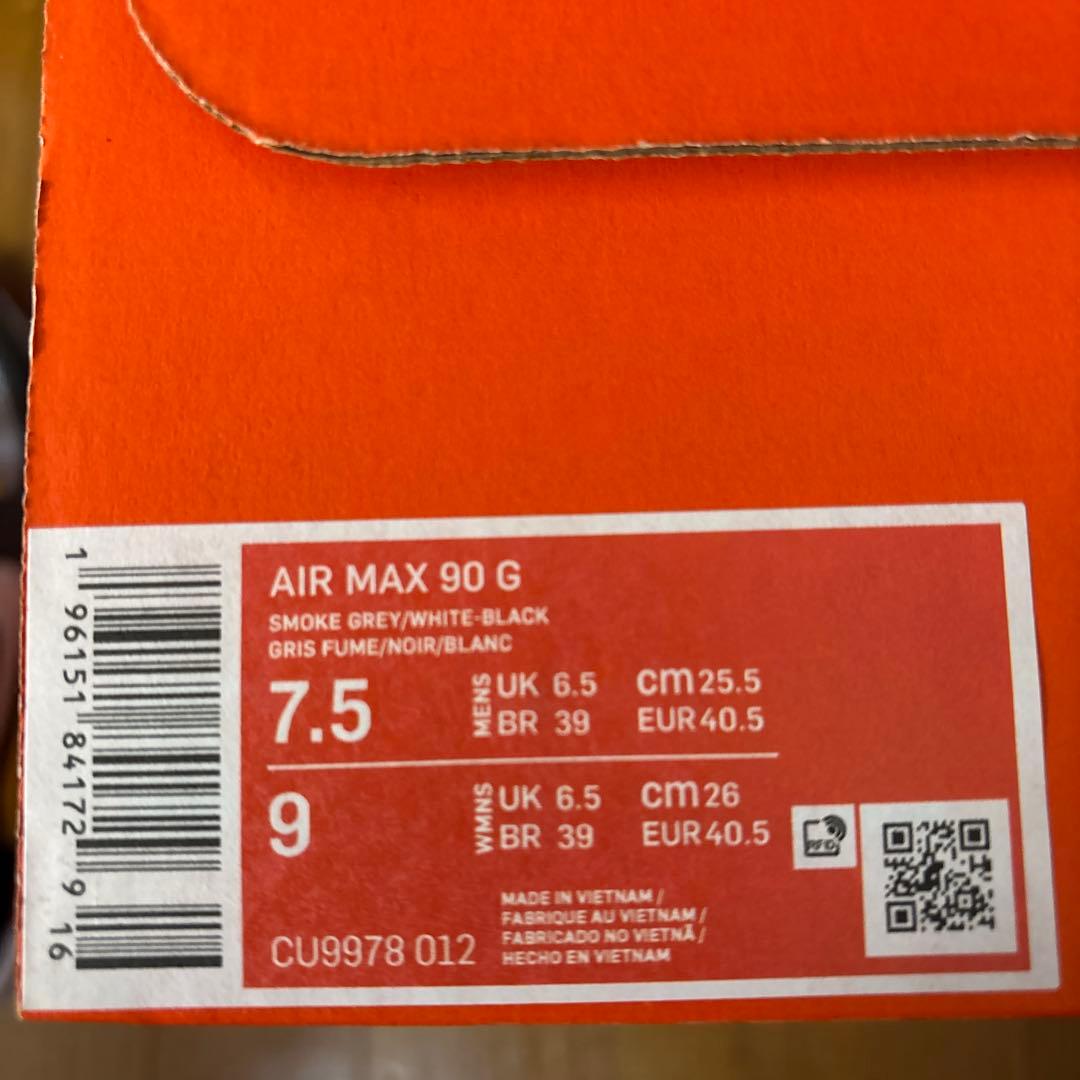 AIR MAX 90 G
SMOKE GREY/WHITE-BLACK
GRIS FUME/NOIR/BLANC
7.5 MENS UK 6.5 cm 25.5
BR 39 EUR 40.5
9 WMNS UK 6.5 cm 26
BR 39 EUR 40.5
RFID
MADE IN VIETNAM /
FABRIQUE AU VIETNAM /
FABRICADO NO VIETNÃ /
HECHO EN VIETNAM
CU9978 012
1 96151 84172 9 16